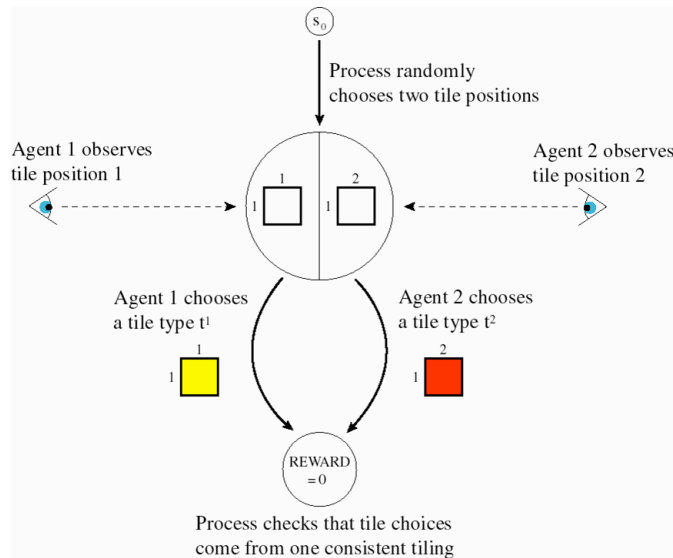 s₀
Process randomly
chooses two tile positions
Agent 1 observes
tile position 1
Agent 2 observes
tile position 2
1 2
1 1
Agent 1 chooses
a tile type t¹
Agent 2 chooses
a tile type t²
1 2
1 1
REWARD
=0
Process checks that tile choices
come from one consistent tiling